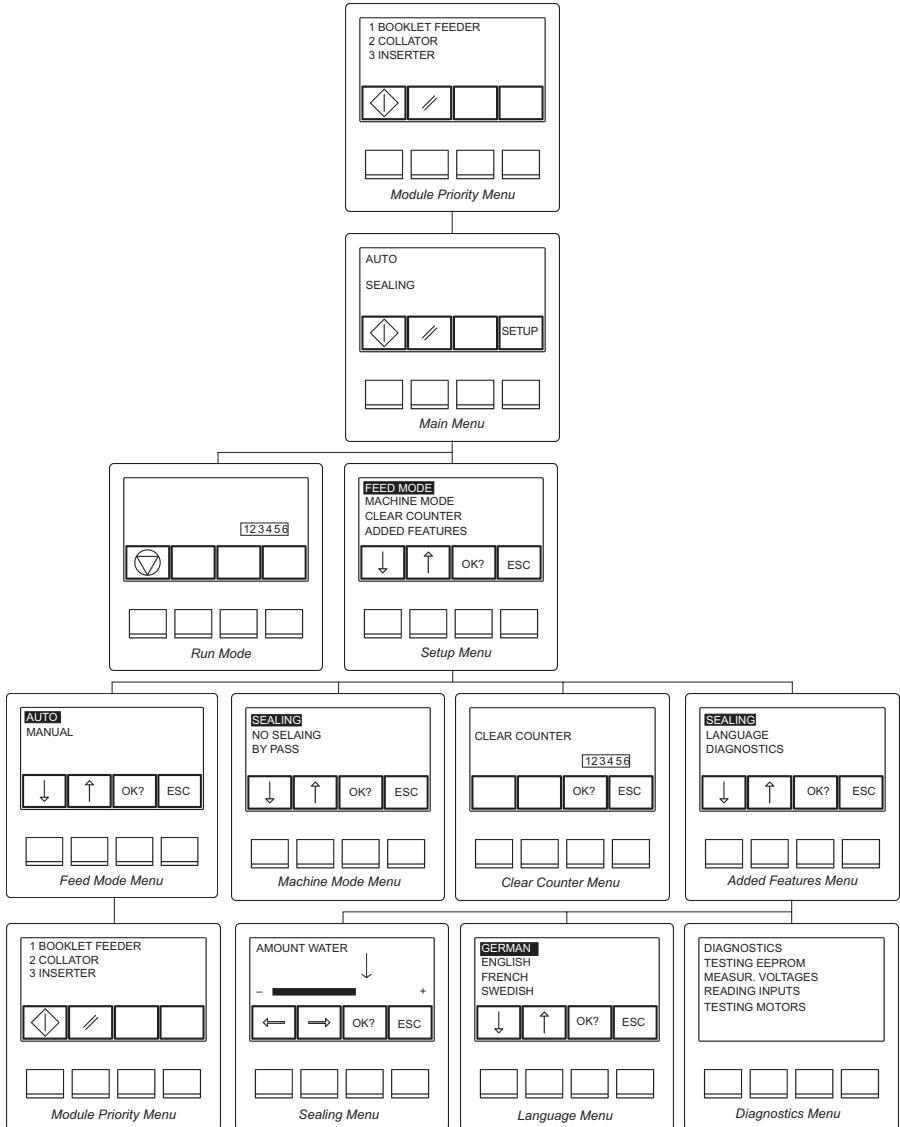 1 BOOKLET FEEDER
2 COLLATOR
3 INSERTER
Module Priority Menu
AUTO
SEALING
SETUP
Main Menu
123456
Run Mode
FEED MODE
MACHINE MODE
CLEAR COUNTER
ADDED FEATURES
OK? ESC
Setup Menu
AUTO
MANUAL
OK? ESC
Feed Mode Menu
SEALING
NO SELAING
BY PASS
OK? ESC
Machine Mode Menu
CLEAR COUNTER
123456
OK? ESC
Clear Counter Menu
SEALING
LANGUAGE
DIAGNOSTICS
OK? ESC
Added Features Menu
1 BOOKLET FEEDER
2 COLLATOR
3 INSERTER
Module Priority Menu
AMOUNT WATER
– +
OK? ESC
Sealing Menu
GERMAN
ENGLISH
FRENCH
SWEDISH
OK? ESC
Language Menu
DIAGNOSTICS
TESTING EEPROM
MEASUR. VOLTAGES
READING INPUTS
TESTING MOTORS
Diagnostics Menu